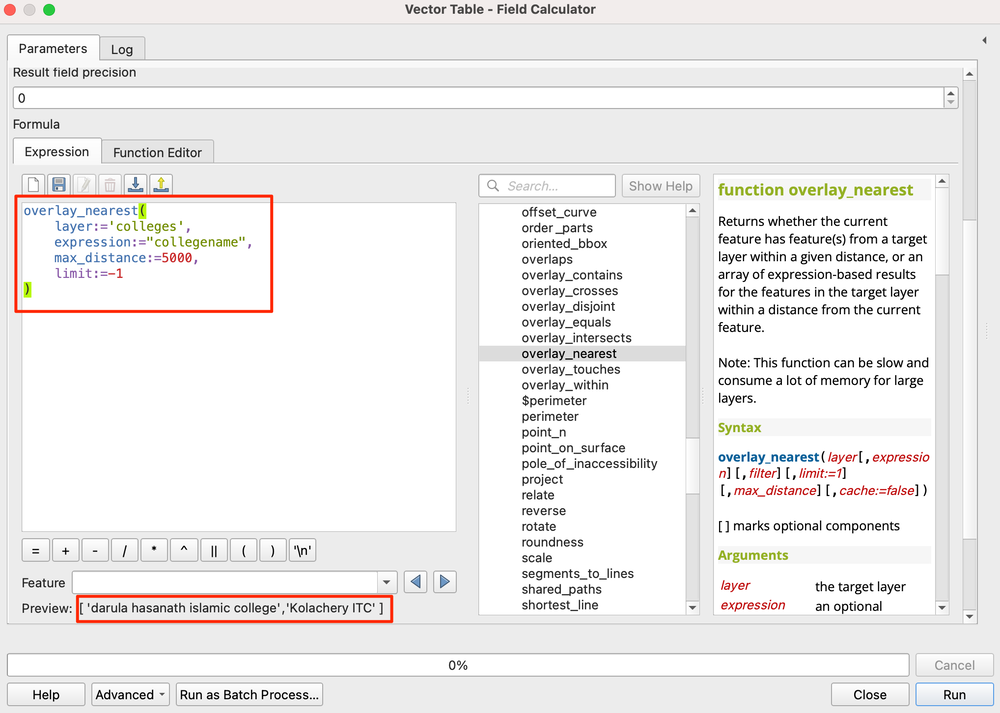 Vector Table - Field Calculator
Parameters
Log
Result field precision
0
Formula
Expression
Function Editor
overlay_nearest(
layer:='colleges',
expression:="collegename",
max_distance:=5000,
limit:=-1
)
=
+
-
/
*
^
||
(
)
'\n'
Feature
Preview: [ 'darula hasanath islamic college','Kolachery ITC' ]
Search...
Show Help
offset_curve
order_parts
oriented_bbox
overlaps
overlay_contains
overlay_crosses
overlay_disjoint
overlay_equals
overlay_intersects
overlay_nearest
overlay_touches
overlay_within
$perimeter
perimeter
point_n
point_on_surface
pole_of_inaccessibility
project
relate
reverse
rotate
roundness
scale
segments_to_lines
shared_paths
shortest_line
function overlay_nearest
Returns whether the current
feature has feature(s) from a target
layer within a given distance, or an
array of expression-based results
for the features in the target layer
within a distance from the current
feature.
Note: This function can be slow and
consume a lot of memory for large
layers.
Syntax
overlay_nearest(layer[,expressio
n][,filter][,limit:=1]
[,max_distance][,cache:=false])
[ ] marks optional components
Arguments
layer the target layer
expression an optional
0%
Cancel
Help
Advanced
Run as Batch Process...
Close
Run